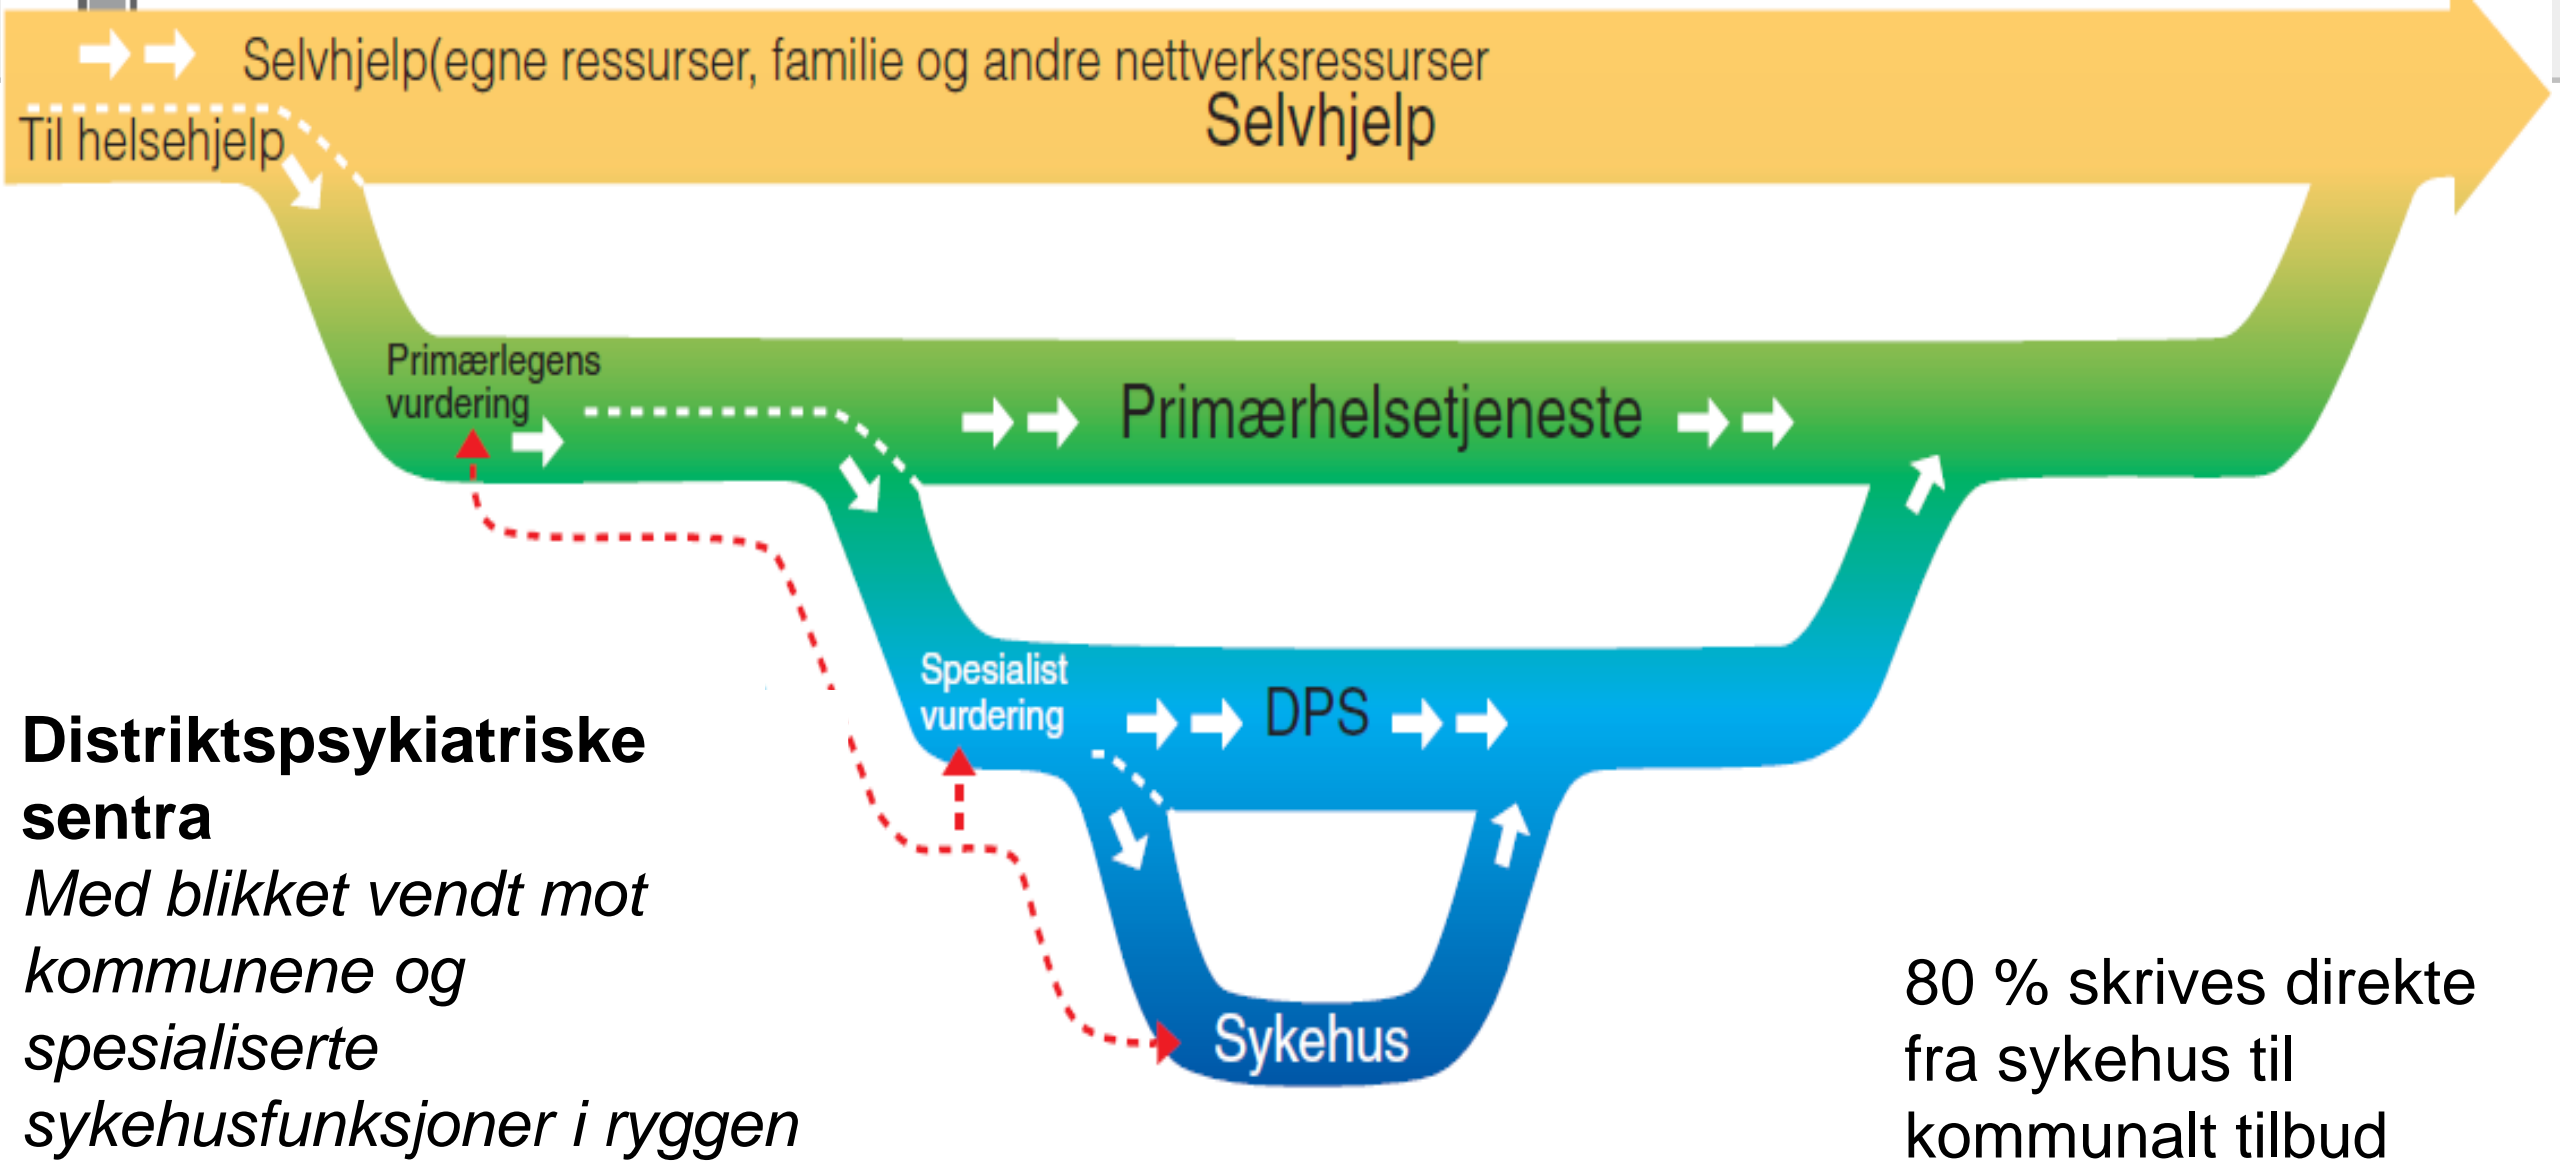 Selvhjelp(egne ressurser, familie og andre nettverksressurser
Selvhjelp
Til helsehjelp
Primærlegens
vurdering
Primærhelsetjeneste
Spesialist
vurdering
DPS
Sykehus
Distriktspsykiatriske
sentra
Med blikket vendt mot
kommunene og
spesialiserte
sykehusfunksjoner i ryggen
80 % skrives direkte
fra sykehus til
kommunalt tilbud